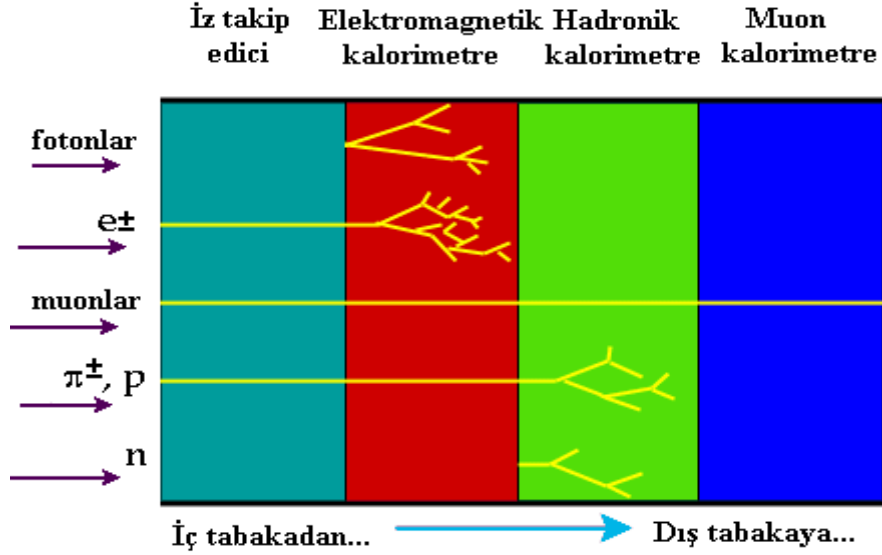 İz takip
edici
Elektromagnetik
kalorimetre
Hadronik
kalorimetre
Muon
kalorimetre
fotonlar
e±
muonlar
π±, p
n
İç tabakadan...
Dış tabakaya...